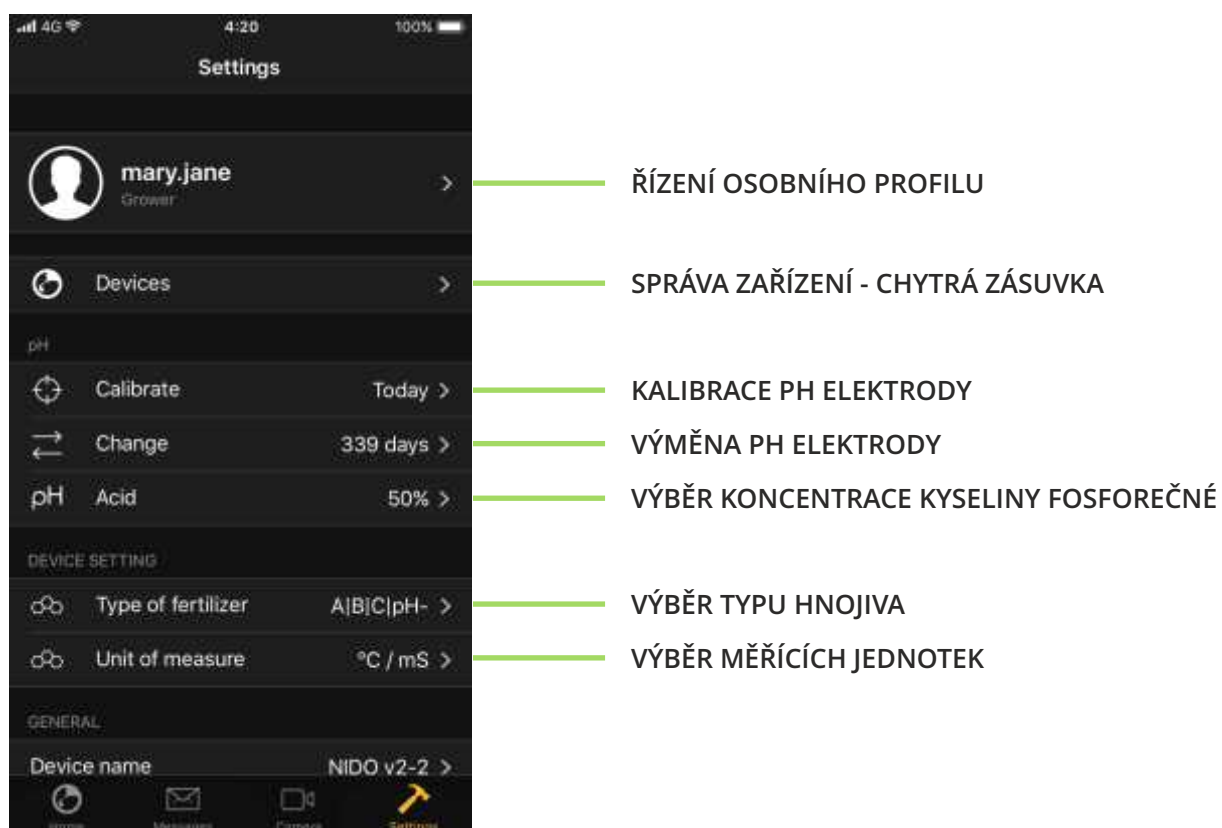 4G 4:20 100%
Settings
mary.jane
Grower
ŘÍZENÍ OSOBNÍHO PROFILU
Devices
SPRÁVA ZAŘÍZENÍ - CHYTRÁ ZÁSUVKA
pH
Calibrate Today
KALIBRACE PH ELEKTRODY
Change 339 days
VÝMĚNA PH ELEKTRODY
pH Acid 50%
VÝBĚR KONCENTRACE KYSELINY FOSFOREČNÉ
DEVICE SETTING
Type of fertilizer A|B|C|pH-
VÝBĚR TYPU HNOJIVA
Unit of measure °C / mS
VÝBĚR MĚŘÍCÍCH JEDNOTEK
GENERAL
Device name NIDO v2-2
Home Messages Camera Settings